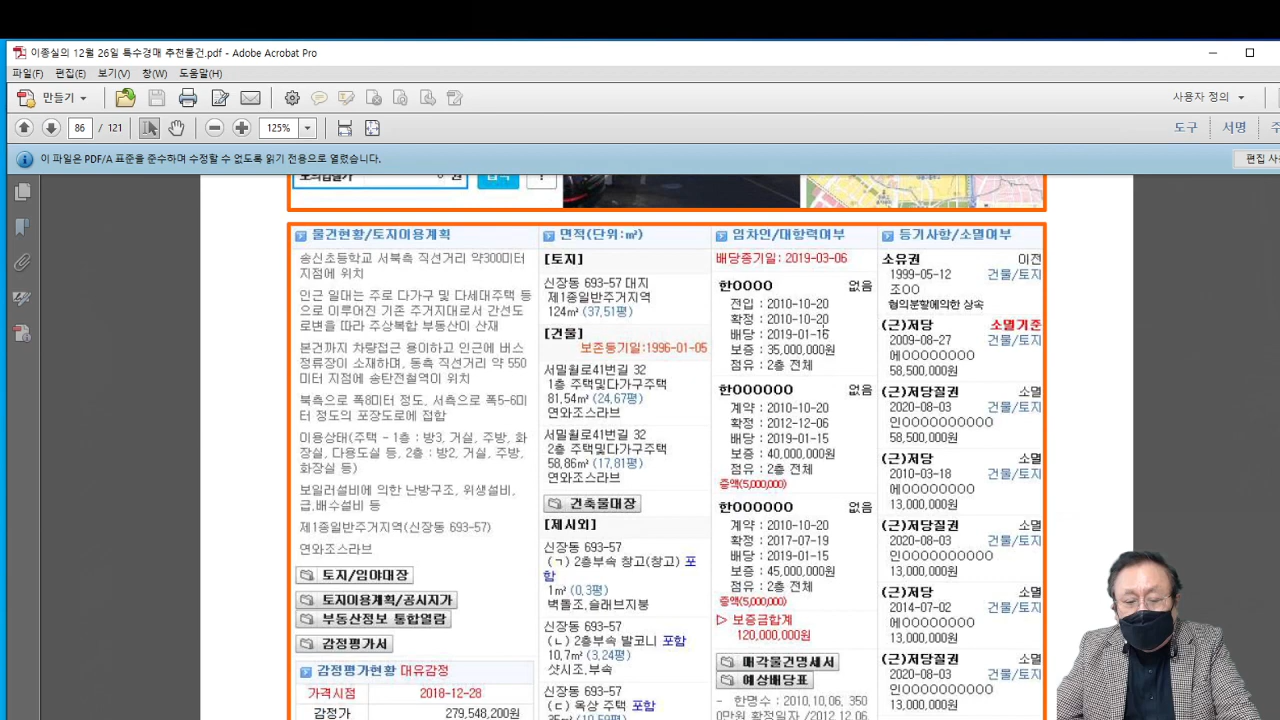 이종실의 12월 26일 특수경매 추천물건.pdf - Adobe Acrobat Pro
파일(F) 편집(E) 보기(V) 창(W) 도움말(H)
만들기
사용자 정의
86 / 121
125%
도구 서명
이 파일은 PDF/A 표준을 준수하며 수정할 수 없도록 읽기 전용으로 열렸습니다.
편집 사
물건현황/토지이용계획
송신초등학교 서북측 직선거리 약300미터
지점에 위치
인근 일대는 주로 다가구 및 다세대주택 등
으로 이루어진 기존 주거지대로서 간선도
로변을 따라 주상복합 부동산이 산재
본건까지 차량접근 용이하고 인근에 버스
정류장이 소재하며, 동측 직선거리 약 550
미터 지점에 송탄전철역이 위치
북측으로 폭8미터 정도, 서측으로 폭5-6미
터 정도의 포장도로에 접함
이용상태(주택 - 1층 : 방3, 거실, 주방, 화
장실, 다용도실 등, 2층 : 방2, 거실, 주방,
화장실 등)
보일러설비에 의한 난방구조, 위생설비,
급,배수설비 등
제1종일반주거지역(신장동 693-57)
연와조스라브
토지/임야대장
토지이용계획/공시지가
부동산정보 통합열람
감정평가서
감정평가현황 대유감정
가격시점 2018-12-28
감정가 279,548,200원
면적(단위:㎡)
[토지]
신장동 693-57 대지
제1종일반주거지역
124㎡ (37,51평)
[건물]
보존등기일:1996-01-05
서밀월로41번길 32
1층 주택및다가구주택
81,54㎡ (24,67평)
연와조스라브
서밀월로41번길 32
2층 주택및다가구주택
58,86㎡ (17,81평)
연와조스라브
건축물대장
[제시외]
신장동 693-57
(ㄱ) 2층부속 창고(창고) 포
함
1㎡ (0,3평)
벽돌조,슬래브지붕
신장동 693-57
(ㄴ) 2층부속 발코니 포함
10,7㎡ (3,24평)
샷시조,부속
신장동 693-57
(ㄷ) 옥상 주택 포함
35㎡ (10,59평)
임차인/대항력여부
배당종기일: 2019-03-06
한OOOO 없음
전입 : 2010-10-20
확정 : 2010-10-20
배당 : 2019-01-16
보증 : 35,000,000원
점유 : 2층 전체
한OOOOOO 없음
계약 : 2010-10-20
확정 : 2012-12-06
배당 : 2019-01-15
보증 : 40,000,000원
점유 : 2층 전체
증액(5,000,000)
한OOOOOO 없음
계약 : 2010-10-20
확정 : 2017-07-19
배당 : 2019-01-15
보증 : 45,000,000원
점유 : 2층 전체
증액(5,000,000)
▷ 보증금합계
120,000,000원
매각물건명세서
예상배당표
- 한명수 : 2010,10,06, 350
0만원 확정일자 /2012,12,06
등기사항/소멸여부
소유권 이전
1999-05-12 건물/토지
조OO
협의분할에의한 상속
(근)저당 소멸기준
2009-08-27 건물/토지
에OOOOOOOO
58,500,000원
(근)저당질권 소멸
2020-08-03 건물/토지
인OOOOOOOOOO
58,500,000원
(근)저당 소멸
2010-03-18 건물/토지
에OOOOOOOO
13,000,000원
(근)저당질권 소멸
2020-08-03 건물/토지
인OOOOOOOOOO
13,000,000원
(근)저당 소멸
2014-07-02 건물/토지
에OOOOOOOO
13,000,000원
(근)저당질권 소멸
2020-08-03 건물/토지
인OOOOOOOOOO
13,000,000원